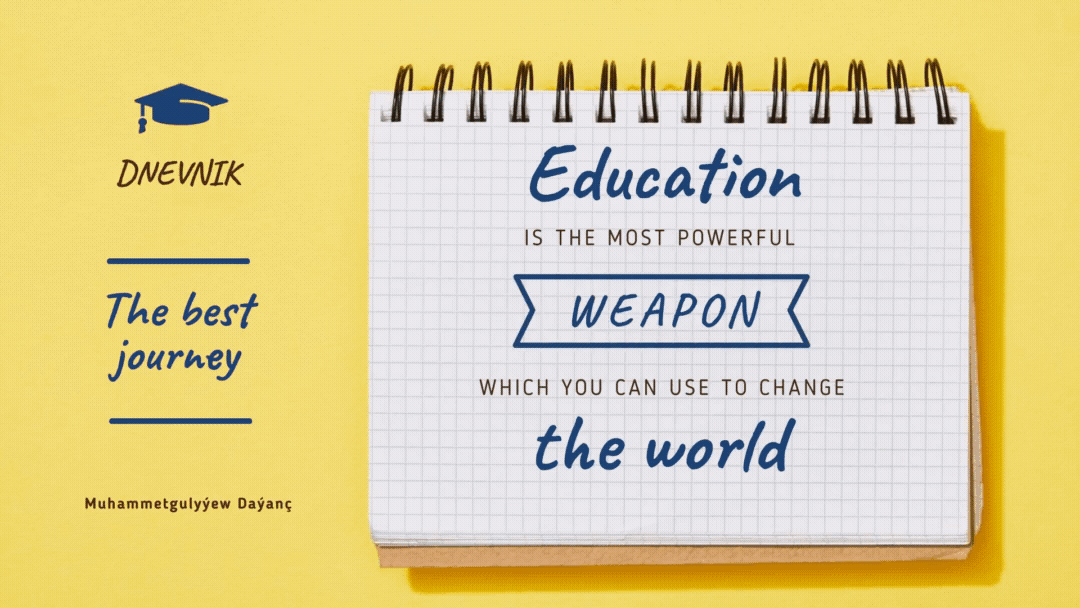 DNEVNIK
The best
journey
Muhammetgulyýew Daýanç
Education
IS THE MOST POWERFUL
WEAPON
WHICH YOU CAN USE TO CHANGE
the world